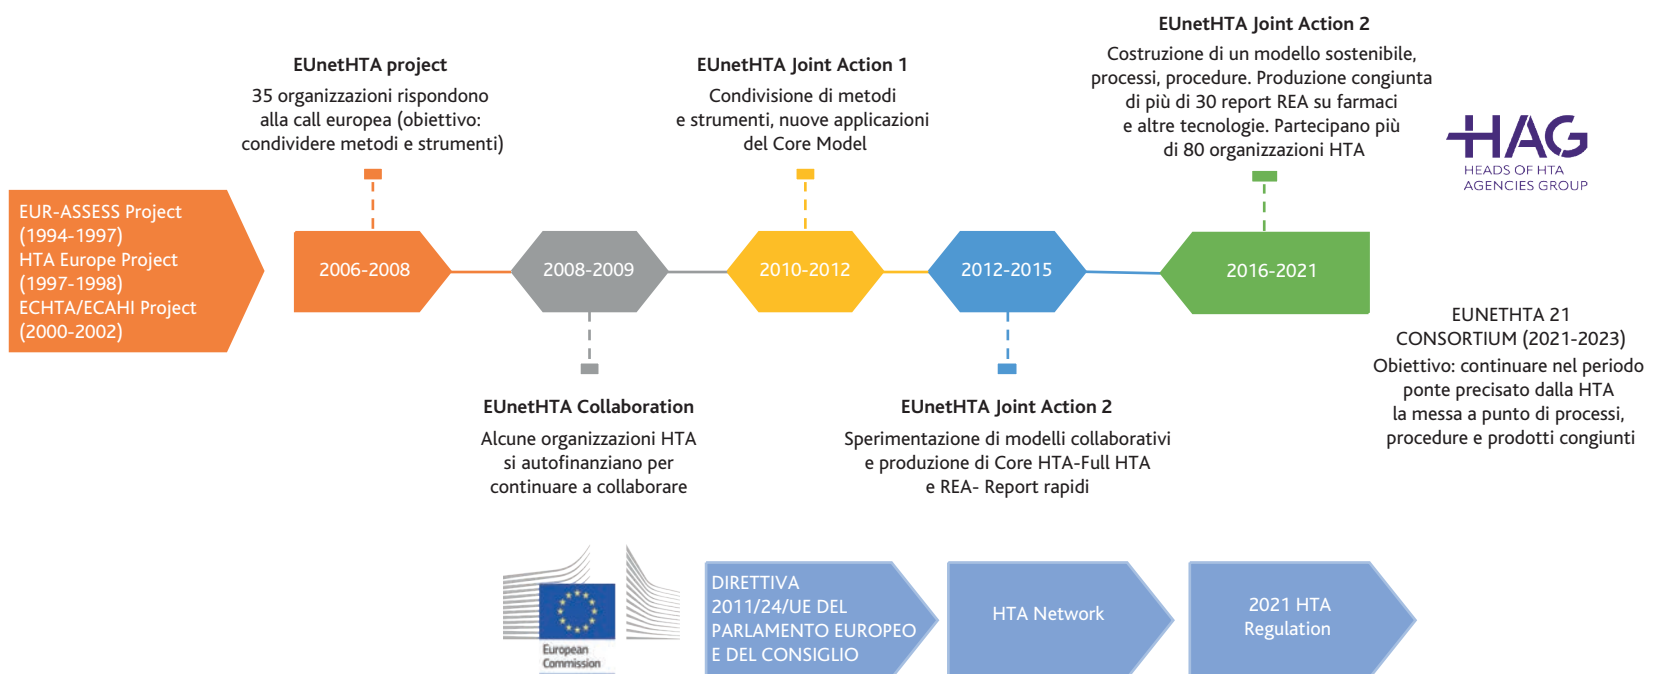 EUnetHTA project
35 organizzazioni rispondono
alla call europea (obiettivo:
condividere metodi e strumenti)
EUnetHTA Joint Action 1
Condivisione di metodi
e strumenti, nuove applicazioni
del Core Model
EUnetHTA Joint Action 2
Costruzione di un modello sostenibile,
processi, procedure. Produzione congiunta
di più di 30 report REA su farmaci
e altre tecnologie. Partecipano più
di 80 organizzazioni HTA
HAG
HEADS OF HTA
AGENCIES GROUP
EUR-ASSESS Project
(1994-1997)
HTA Europe Project
(1997-1998)
ECHTA/ECAHI Project
(2000-2002)
2006-2008
2008-2009
2010-2012
2012-2015
2016-2021
EUNETHTA 21
CONSORTIUM (2021-2023)
Obiettivo: continuare nel periodo
ponte precisato dalla HTA
la messa a punto di processi,
procedure e prodotti congiunti
EUnetHTA Collaboration
Alcune organizzazioni HTA
si autofinanziano per
continuare a collaborare
EUnetHTA Joint Action 2
Sperimentazione di modelli collaborativi
e produzione di Core HTA-Full HTA
e REA- Report rapidi
European
Commission
DIRETTIVA
2011/24/UE DEL
PARLAMENTO EUROPEO
E DEL CONSIGLIO
HTA Network
2021 HTA
Regulation